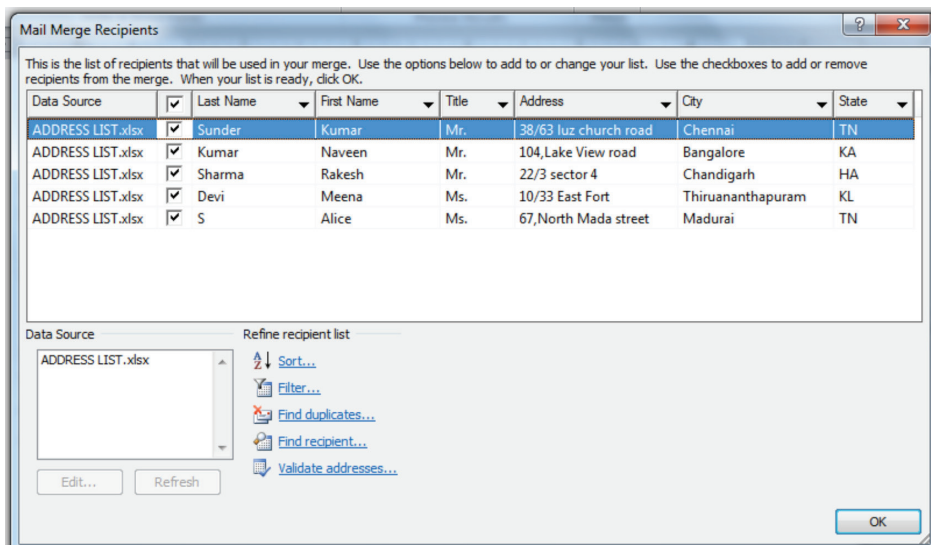 Mail Merge Recipients
This is the list of recipients that will be used in your merge. Use the options below to add to or change your list. Use the checkboxes to add or remove
recipients from the merge. When your list is ready, click OK.
Data Source Last Name First Name Title Address City State
ADDRESS LIST.xlsx Sunder Kumar Mr. 38/63 luz church road Chennai TN
ADDRESS LIST.xlsx Kumar Naveen Mr. 104,Lake View road Bangalore KA
ADDRESS LIST.xlsx Sharma Rakesh Mr. 22/3 sector 4 Chandigarh HA
ADDRESS LIST.xlsx Devi Meena Ms. 10/33 East Fort Thiruananthapuram KL
ADDRESS LIST.xlsx S Alice Ms. 67,North Mada street Madurai TN
Data Source Refine recipient list
ADDRESS LIST.xlsx Sort...
Filter...
Find duplicates...
Find recipient...
Validate addresses...
Edit... Refresh
OK